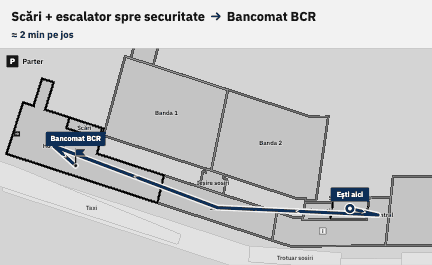 Scări + escalator spre securitate → Bancomat BCR
≈ 2 min pe jos
P Parter
Banda 1
Banda 2
Scări
Bancomat BCR
Ieșire sosiri
Ești aici
Taxi
i
Trotuar sosiri